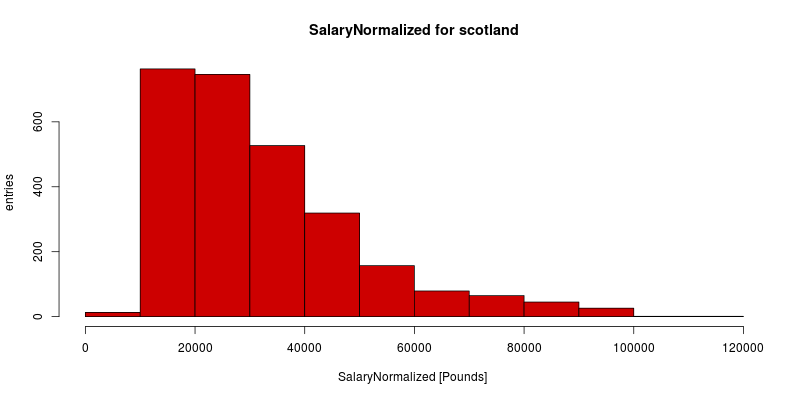 SalaryNormalized for scotland
entries
600
400
200
0
0 20000 40000 60000 80000 100000 120000
SalaryNormalized [Pounds]